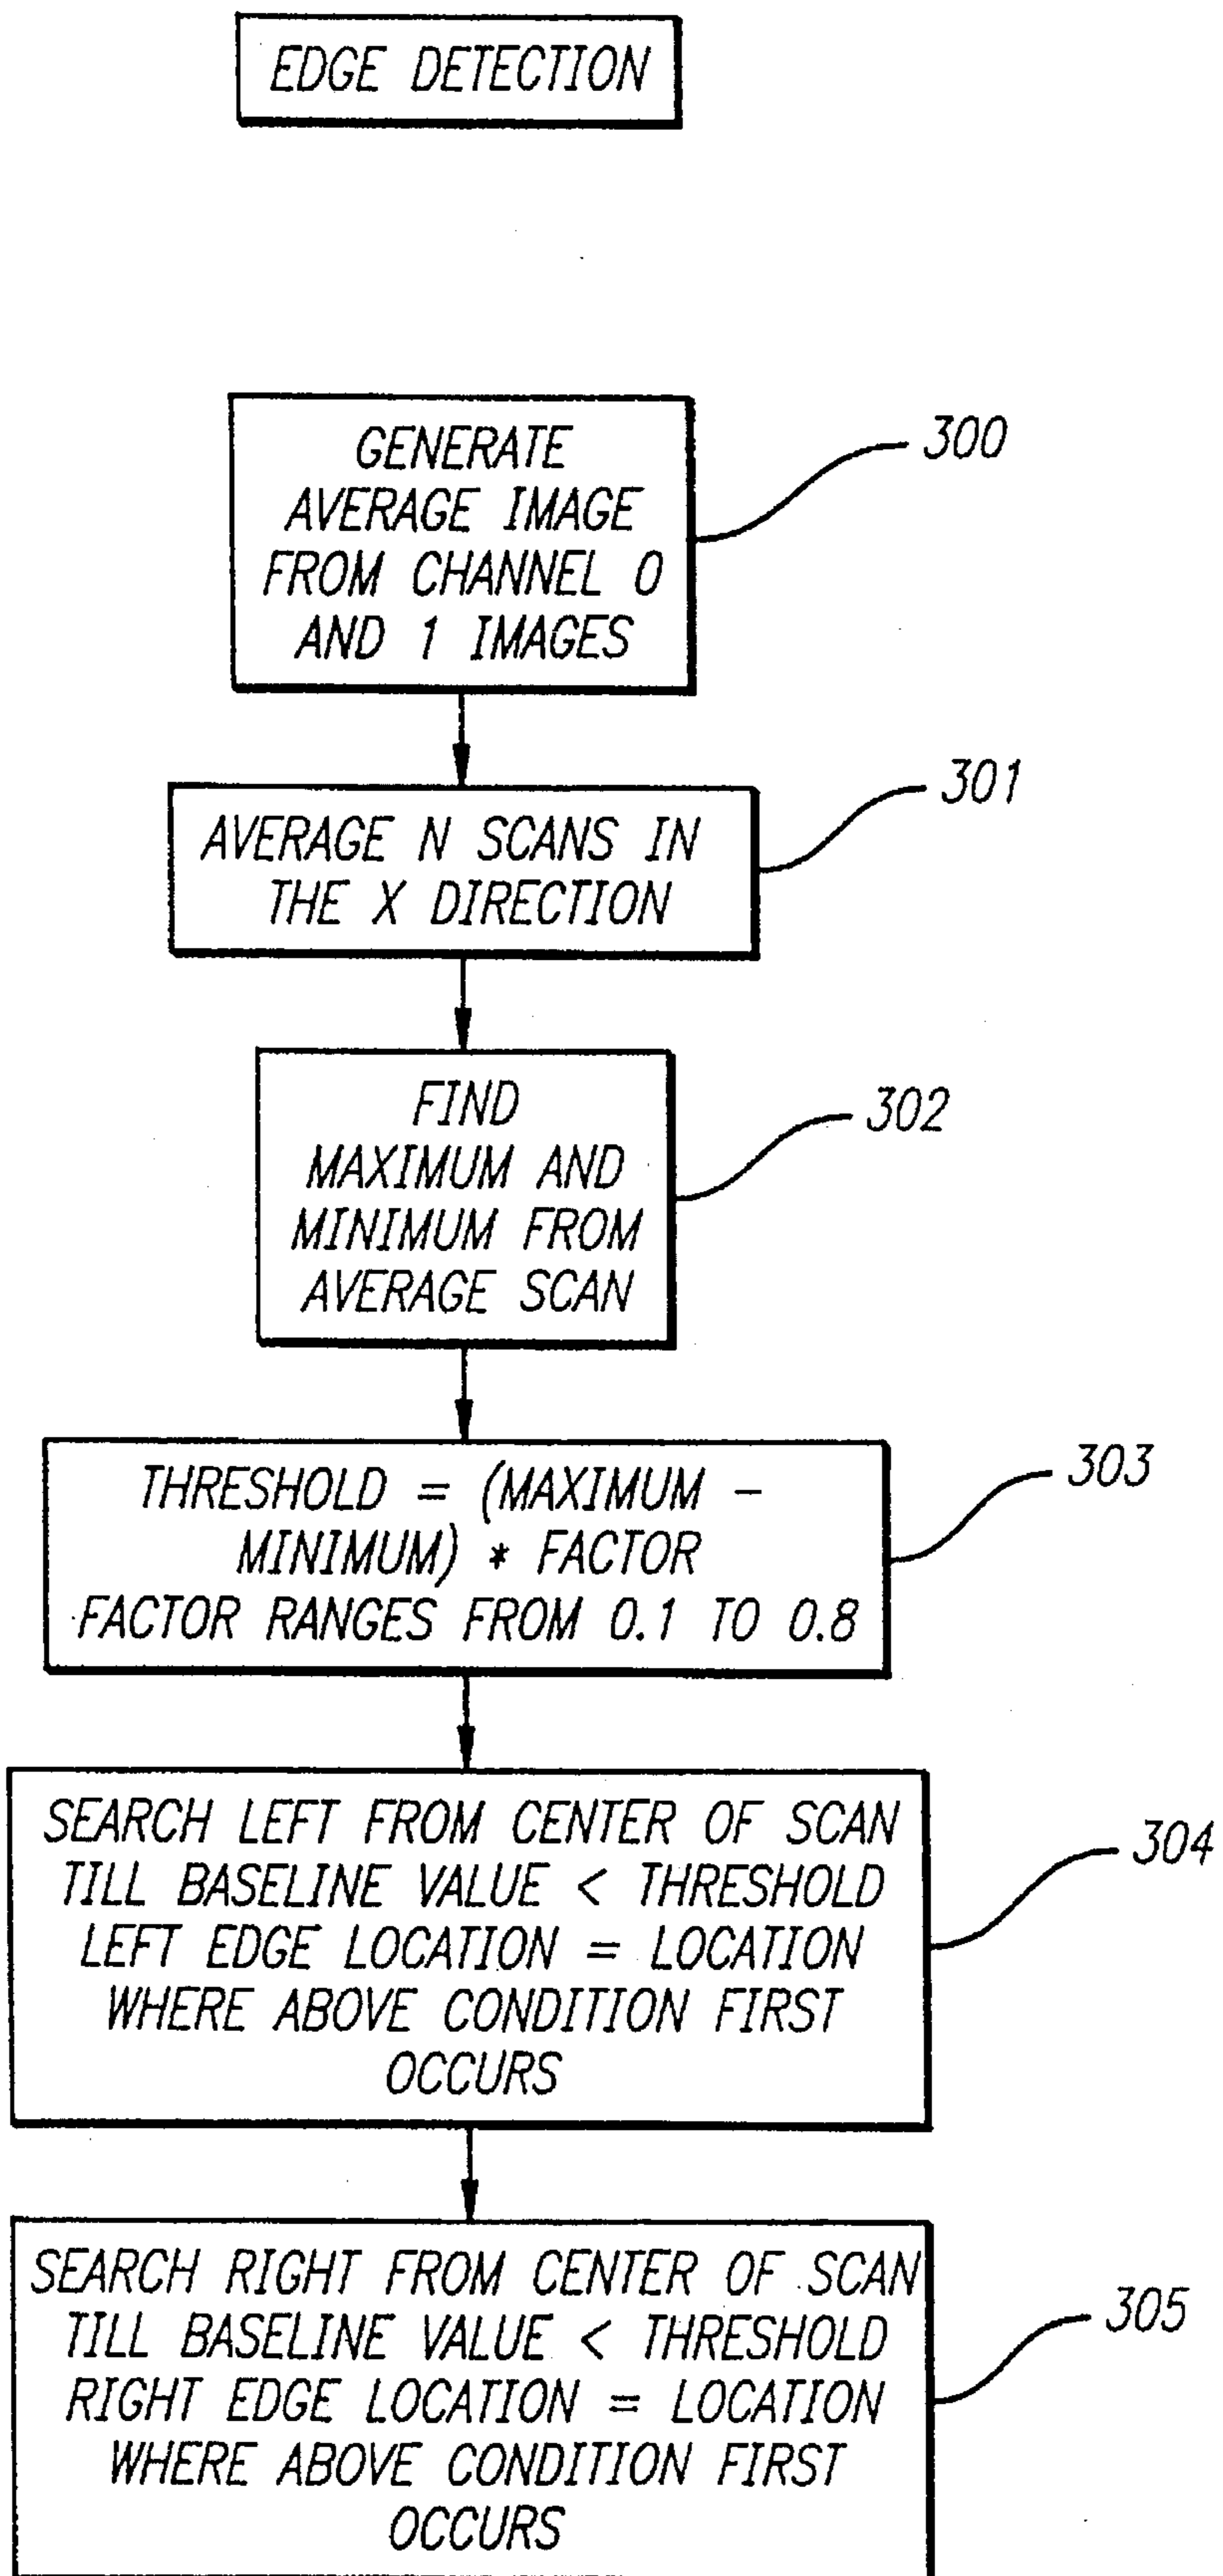 EDGE DETECTION
GENERATE
AVERAGE IMAGE
FROM CHANNEL 0
AND 1 IMAGES
300
AVERAGE N SCANS IN
THE X DIRECTION
301
FIND
MAXIMUM AND
MINIMUM FROM
AVERAGE SCAN
302
THRESHOLD = (MAXIMUM -
MINIMUM) * FACTOR
FACTOR RANGES FROM 0.1 TO 0.8
303
SEARCH LEFT FROM CENTER OF SCAN
TILL BASELINE VALUE < THRESHOLD
LEFT EDGE LOCATION = LOCATION
WHERE ABOVE CONDITION FIRST
OCCURS
304
SEARCH RIGHT FROM CENTER OF SCAN
TILL BASELINE VALUE < THRESHOLD
RIGHT EDGE LOCATION = LOCATION
WHERE ABOVE CONDITION FIRST
OCCURS
305